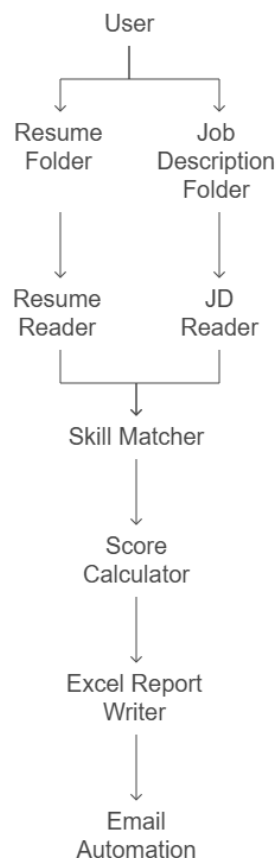 User
Resume
Folder
Job
Description
Folder
Resume
Reader
JD
Reader
Skill Matcher
Score
Calculator
Excel Report
Writer
Email
Automation